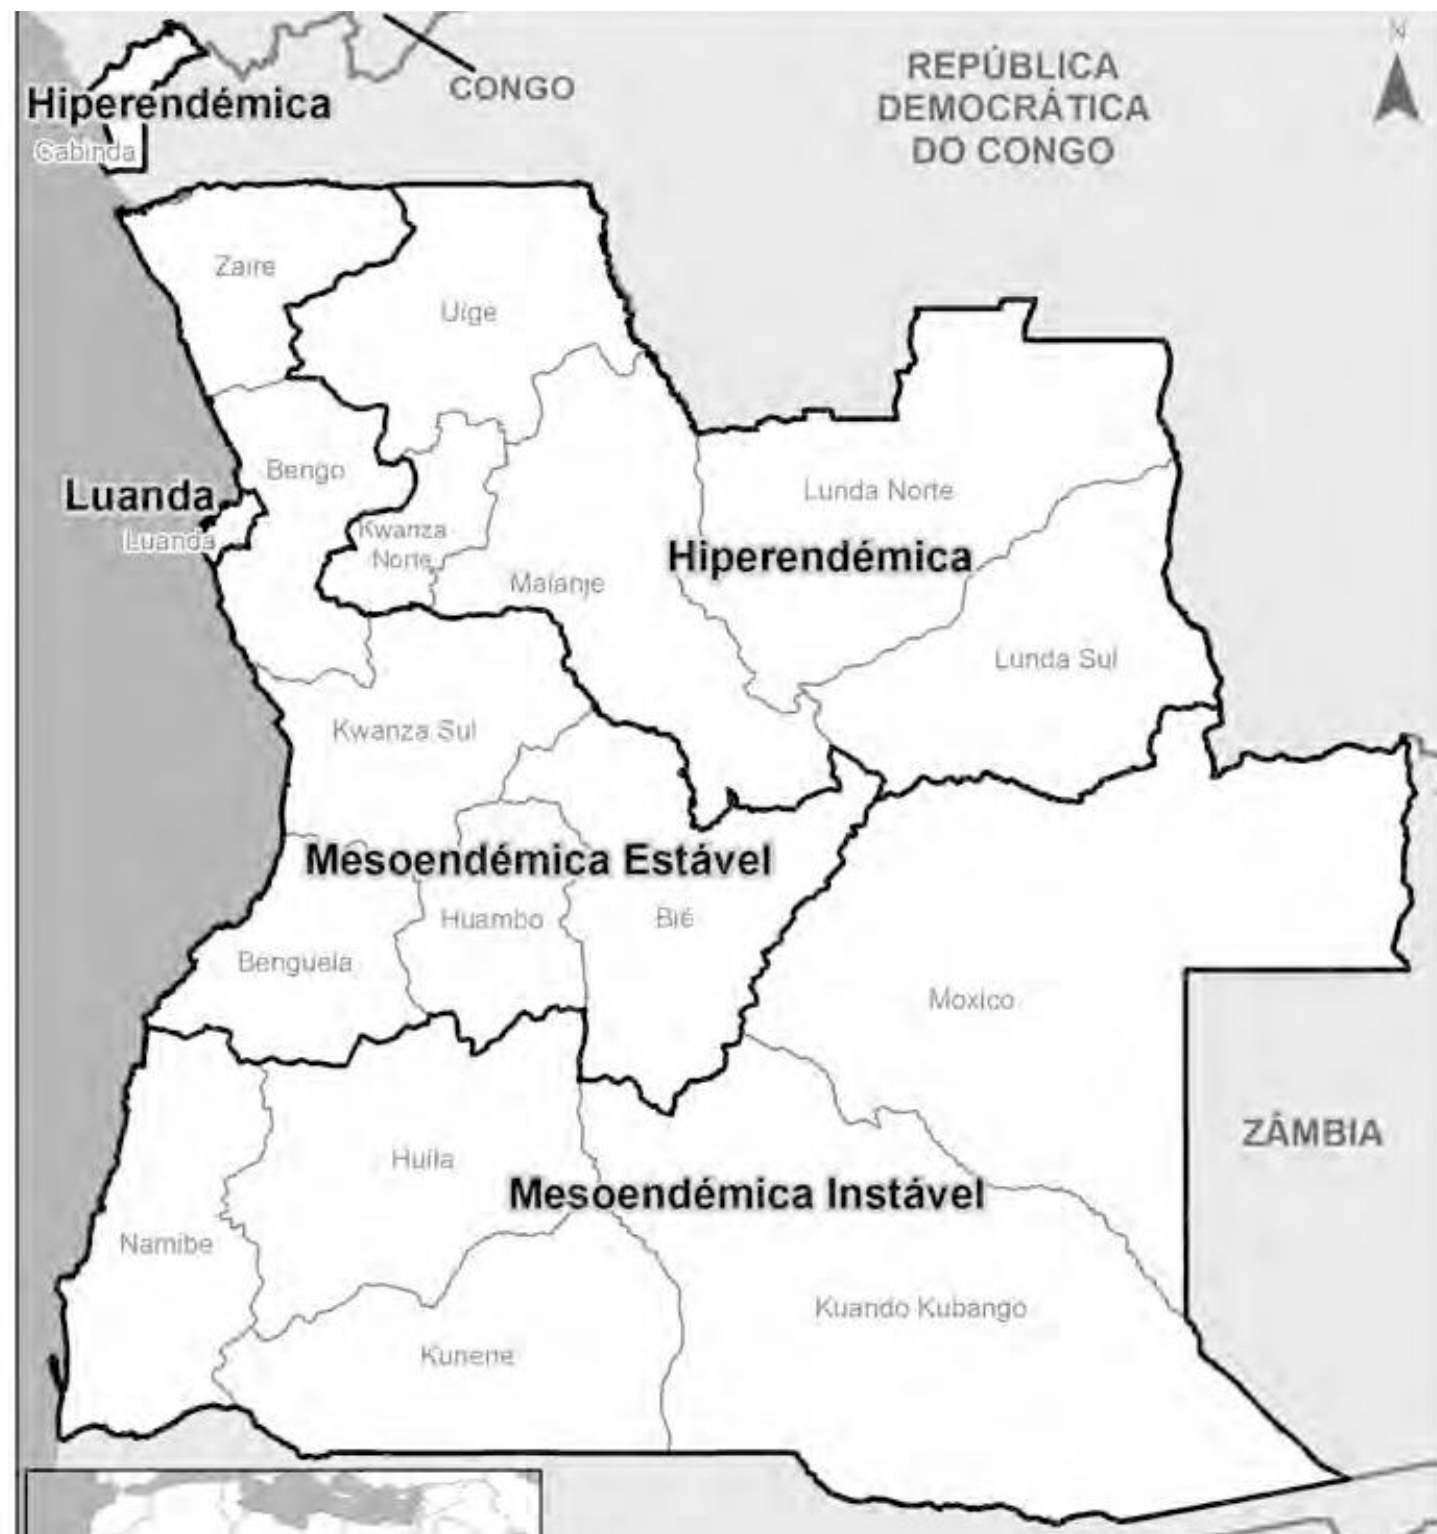 N
REPÚBLICA
DEMOCRÁTICA
DO CONGO
CONGO
Hiperendémica
Cabinda
Zaire
Uíge
Bengo
Lunda Norte
Luanda
Luanda
Kwanza
Norte
Hiperendémica
Malanje
Lunda Sul
Kwanza Sul
Mesoendémica Estável
Huambo
Bié
Benguela
Moxico
ZÁMBIA
Huíla
Mesoendémica Instável
Namibe
Kuando Kubango
Kunene